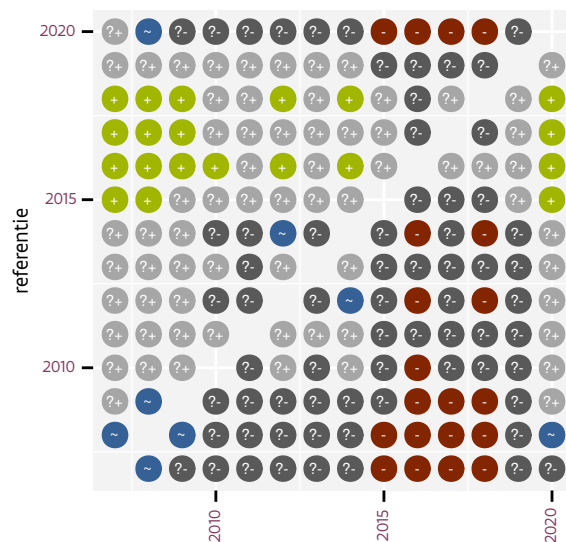 referentie
2020 ?+ ~ ?- ?- ?- ?- ?- ?- - - - - ?-
?+ ?+ ?+ ?+ ?+ ?+ ?+ ?+ ?- ?- ?- ?- ?+
+ + + ?+ ?+ + ?+ + ?+ ?- ?+ ?+ +
+ + + ?+ ?+ ?+ ?+ ?+ ?+ ?- ?- ?+ +
+ + + + ?+ + ?+ + ?+ ?+ ?+ ?+ +
2015 + + ?+ ?+ ?+ ?+ ?+ ?+ ?- ?- ?- ?+ +
?+ ?+ ?+ ?- ?- ~ ?- ?- - ?- - ?- ?+
?+ ?+ ?+ ?+ ?- ?+ ?+ ?- ?- ?- ?- ?- ?+
?+ ?+ ?+ ?- ?- ?- ~ ?- - ?- - ?- ?+
?+ ?+ ?+ ?+ ?+ ?+ ?+ ?- ?- ?- ?- ?- ?+
2010 ?+ ?+ ?+ ?- ?+ ?- ?+ ?- - ?- ?- ?- ?+
?+ ~ ?- ?- ?- ?- ?- ?- - - - ?- ?+
~ ~ ?- ?- ?- ?- ?- - - - - ?- ~
~ ?- ?- ?- ?- ?- ?- - - - - ?- ?-
2010 2015 2020